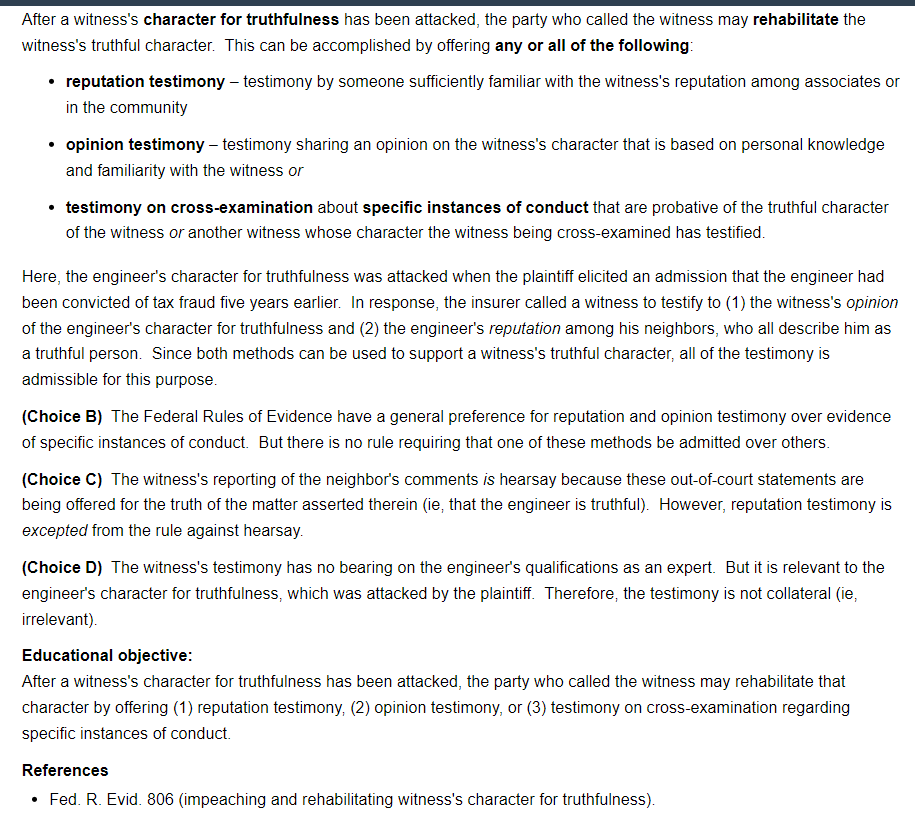 After a witness's character for truthfulness has been attacked, the party who called the witness may rehabilitate the
witness's truthful character.  This can be accomplished by offering any or all of the following:
• reputation testimony – testimony by someone sufficiently familiar with the witness's reputation among associates or
in the community
• opinion testimony – testimony sharing an opinion on the witness's character that is based on personal knowledge
and familiarity with the witness or
• testimony on cross-examination about specific instances of conduct that are probative of the truthful character
of the witness or another witness whose character the witness being cross-examined has testified.
Here, the engineer's character for truthfulness was attacked when the plaintiff elicited an admission that the engineer had
been convicted of tax fraud five years earlier.  In response, the insurer called a witness to testify to (1) the witness's opinion
of the engineer's character for truthfulness and (2) the engineer's reputation among his neighbors, who all describe him as
a truthful person.  Since both methods can be used to support a witness's truthful character, all of the testimony is
admissible for this purpose.
(Choice B)  The Federal Rules of Evidence have a general preference for reputation and opinion testimony over evidence
of specific instances of conduct.  But there is no rule requiring that one of these methods be admitted over others.
(Choice C)  The witness's reporting of the neighbor's comments is hearsay because these out-of-court statements are
being offered for the truth of the matter asserted therein (ie, that the engineer is truthful).  However, reputation testimony is
excepted from the rule against hearsay.
(Choice D)  The witness's testimony has no bearing on the engineer's qualifications as an expert.  But it is relevant to the
engineer's character for truthfulness, which was attacked by the plaintiff.  Therefore, the testimony is not collateral (ie,
irrelevant).
Educational objective:
After a witness's character for truthfulness has been attacked, the party who called the witness may rehabilitate that
character by offering (1) reputation testimony, (2) opinion testimony, or (3) testimony on cross-examination regarding
specific instances of conduct.
References
• Fed. R. Evid. 806 (impeaching and rehabilitating witness's character for truthfulness).